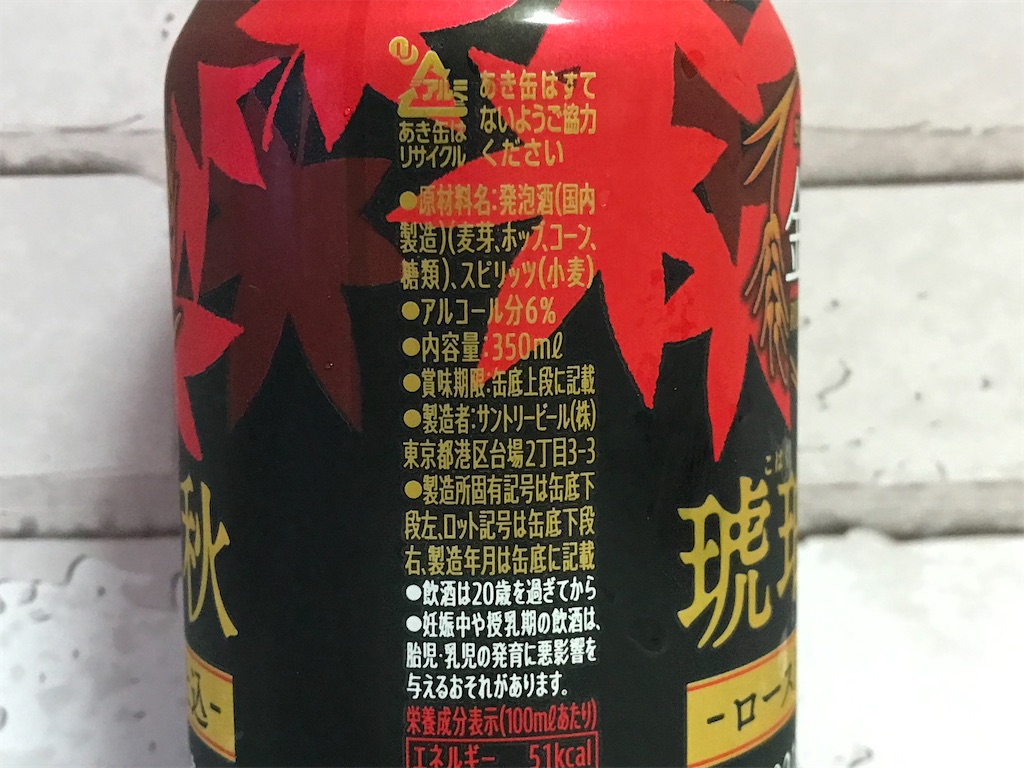 アルミ
あき缶は
リサイクル
あき缶はすて
ないようご協力
ください
●原材料名:発泡酒(国内
製造)(麦芽、ホップ、コーン、
糖類)、スピリッツ(小麦)
●アルコール分6%
●内容量:350mℓ
●賞味期限:缶底上段に記載
●製造者:サントリービール(株)
東京都港区台場2丁目3-3
●製造所固有記号は缶底下
段左、ロット記号は缶底下段
右、製造年月は缶底に記載
●飲酒は20歳を過ぎてから
●妊娠中や授乳期の飲酒は、
胎児・乳児の発育に悪影響を
与えるおそれがあります。
栄養成分表示(100mℓあたり)
エネルギー 51kcal
秋
込-
こは
琥珀
-ロース